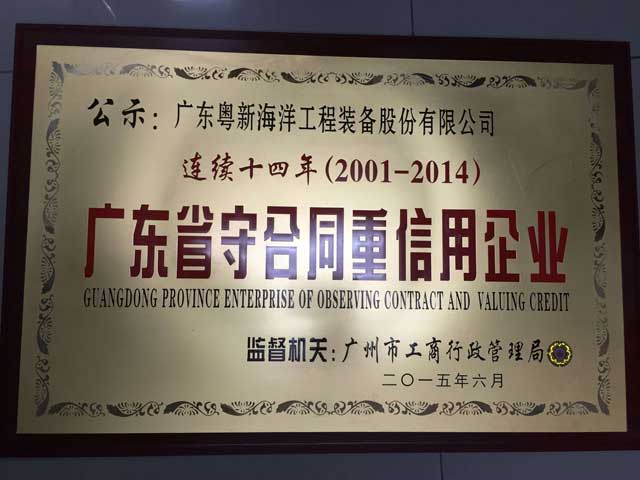 公示：广东粤新海洋工程装备股份有限公司
连续十四年(2001-2014)
广东省守合同重信用企业
GUANGDONG PROVINCE ENTERPRISE OF OBSERVING CONTRACT AND VALUING CREDIT
监督机关：广州市工商行政管理局
二〇一五年六月